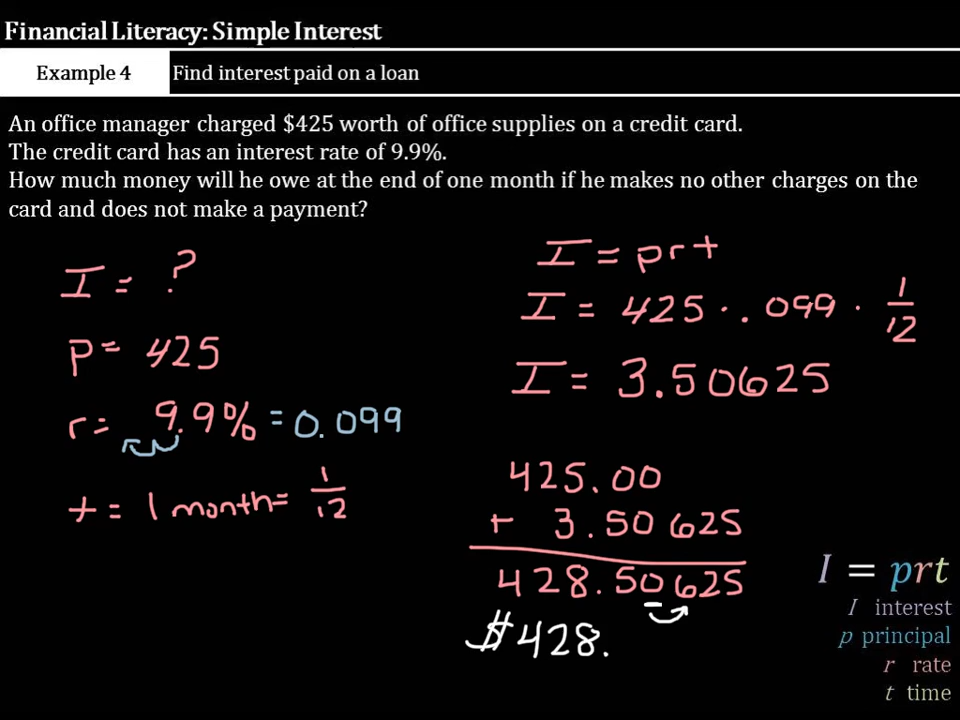 Financial Literacy: Simple Interest
Example 4
Find interest paid on a loan
An office manager charged $425 worth of office supplies on a credit card.
The credit card has an interest rate of 9.9%.
How much money will he owe at the end of one month if he makes no other charges on the
card and does not make a payment?
I = ?
p = 425
r = 9.9% = 0.099
t = 1 month = 1/12
I = prt
I = 425 · .099 · 1/12
I = 3.50625
425.00
+ 3.50625
428.50625
$428.
I = prt
I interest
p principal
r rate
t time